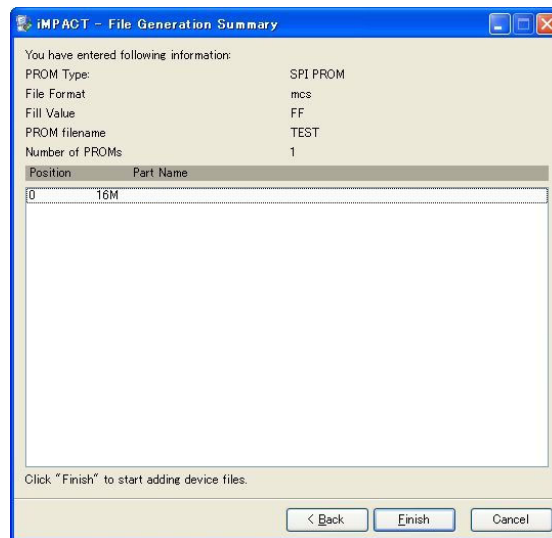 iMPACT - File Generation Summary
You have entered following information:
PROM Type: SPI PROM
File Format mcs
Fill Value FF
PROM filename TEST
Number of PROMs 1
Position Part Name
0 16M
Click "Finish" to start adding device files.
< Back Finish Cancel